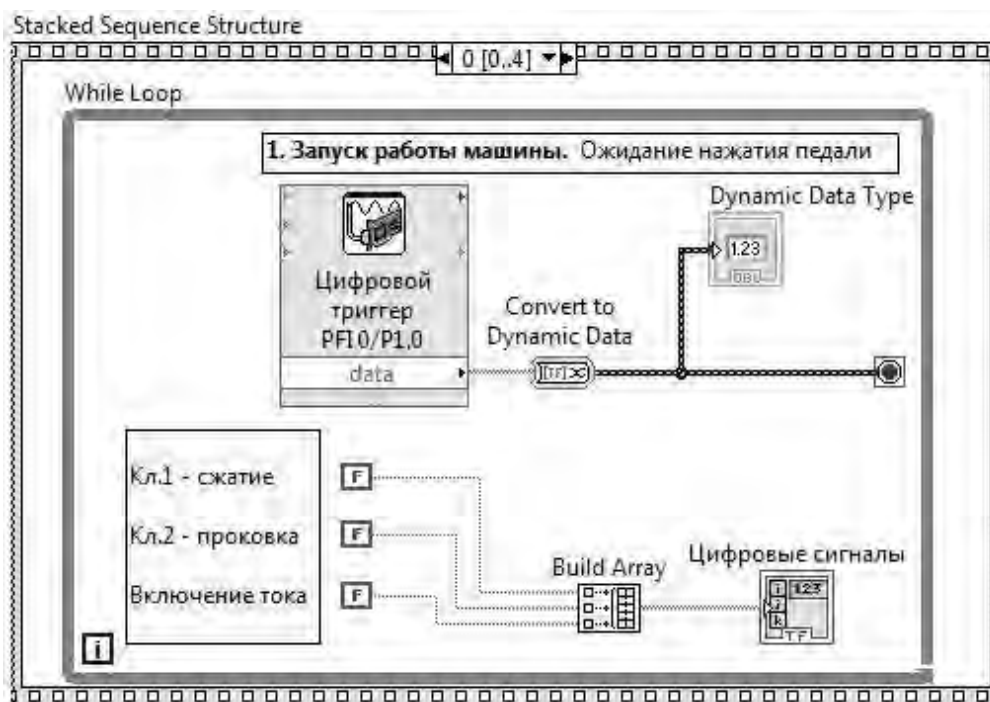 Stacked Sequence Structure
0 [0..4]
While Loop
1. Запуск работы машины. Ожидание нажатия педали
Dynamic Data Type
1.23
DBL
Цифровой
триггер
PFI 0/P1.0
data
Convert to
Dynamic Data
Кл.1 - сжатие
F
Кл.2 - проковка
F
Включение тока
F
Build Array
Цифровые сигналы
123
TF
i